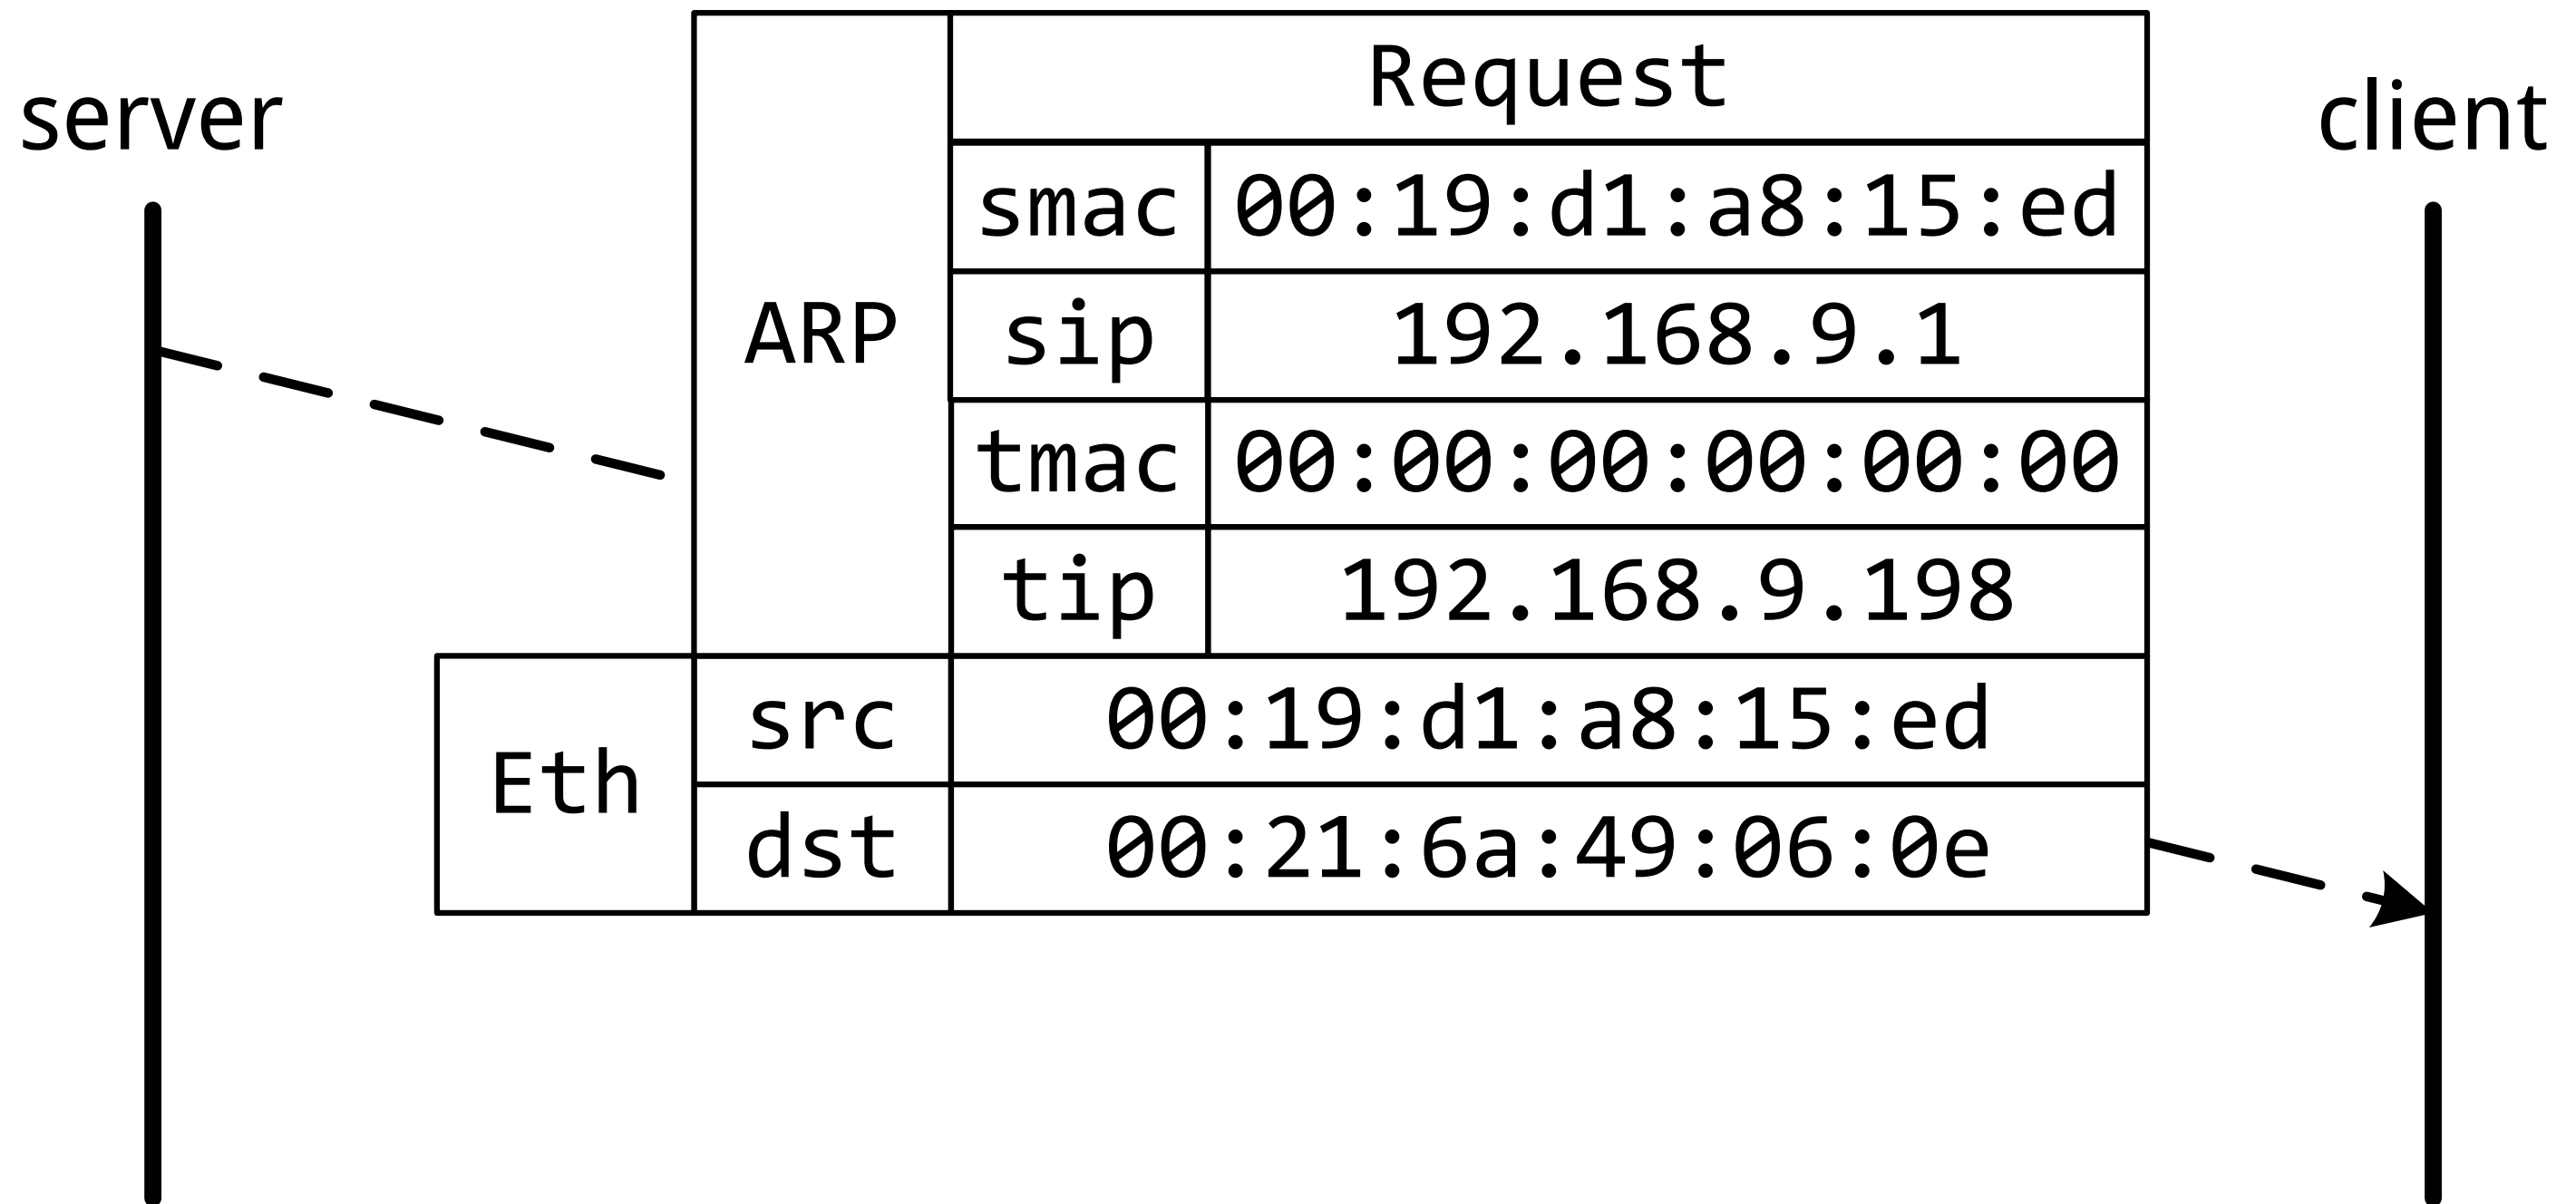 server
client
Request
ARP
smac 00:19:d1:a8:15:ed
sip 192.168.9.1
tmac 00:00:00:00:00:00
tip 192.168.9.198
Eth
src 00:19:d1:a8:15:ed
dst 00:21:6a:49:06:0e